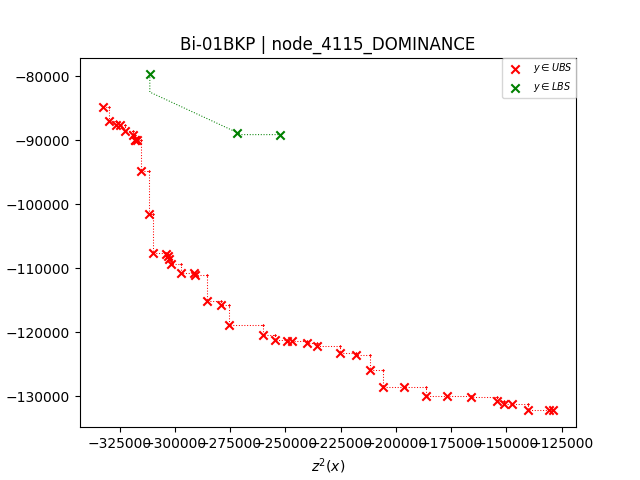 Bi-01BKP | node_4115_DOMINANCE
y ∈ UBS
y ∈ LBS
−80000
−90000
−100000
−110000
−120000
−130000
−325000 −300000 −275000 −250000 −225000 −200000 −175000 −150000 −125000
z²(x)